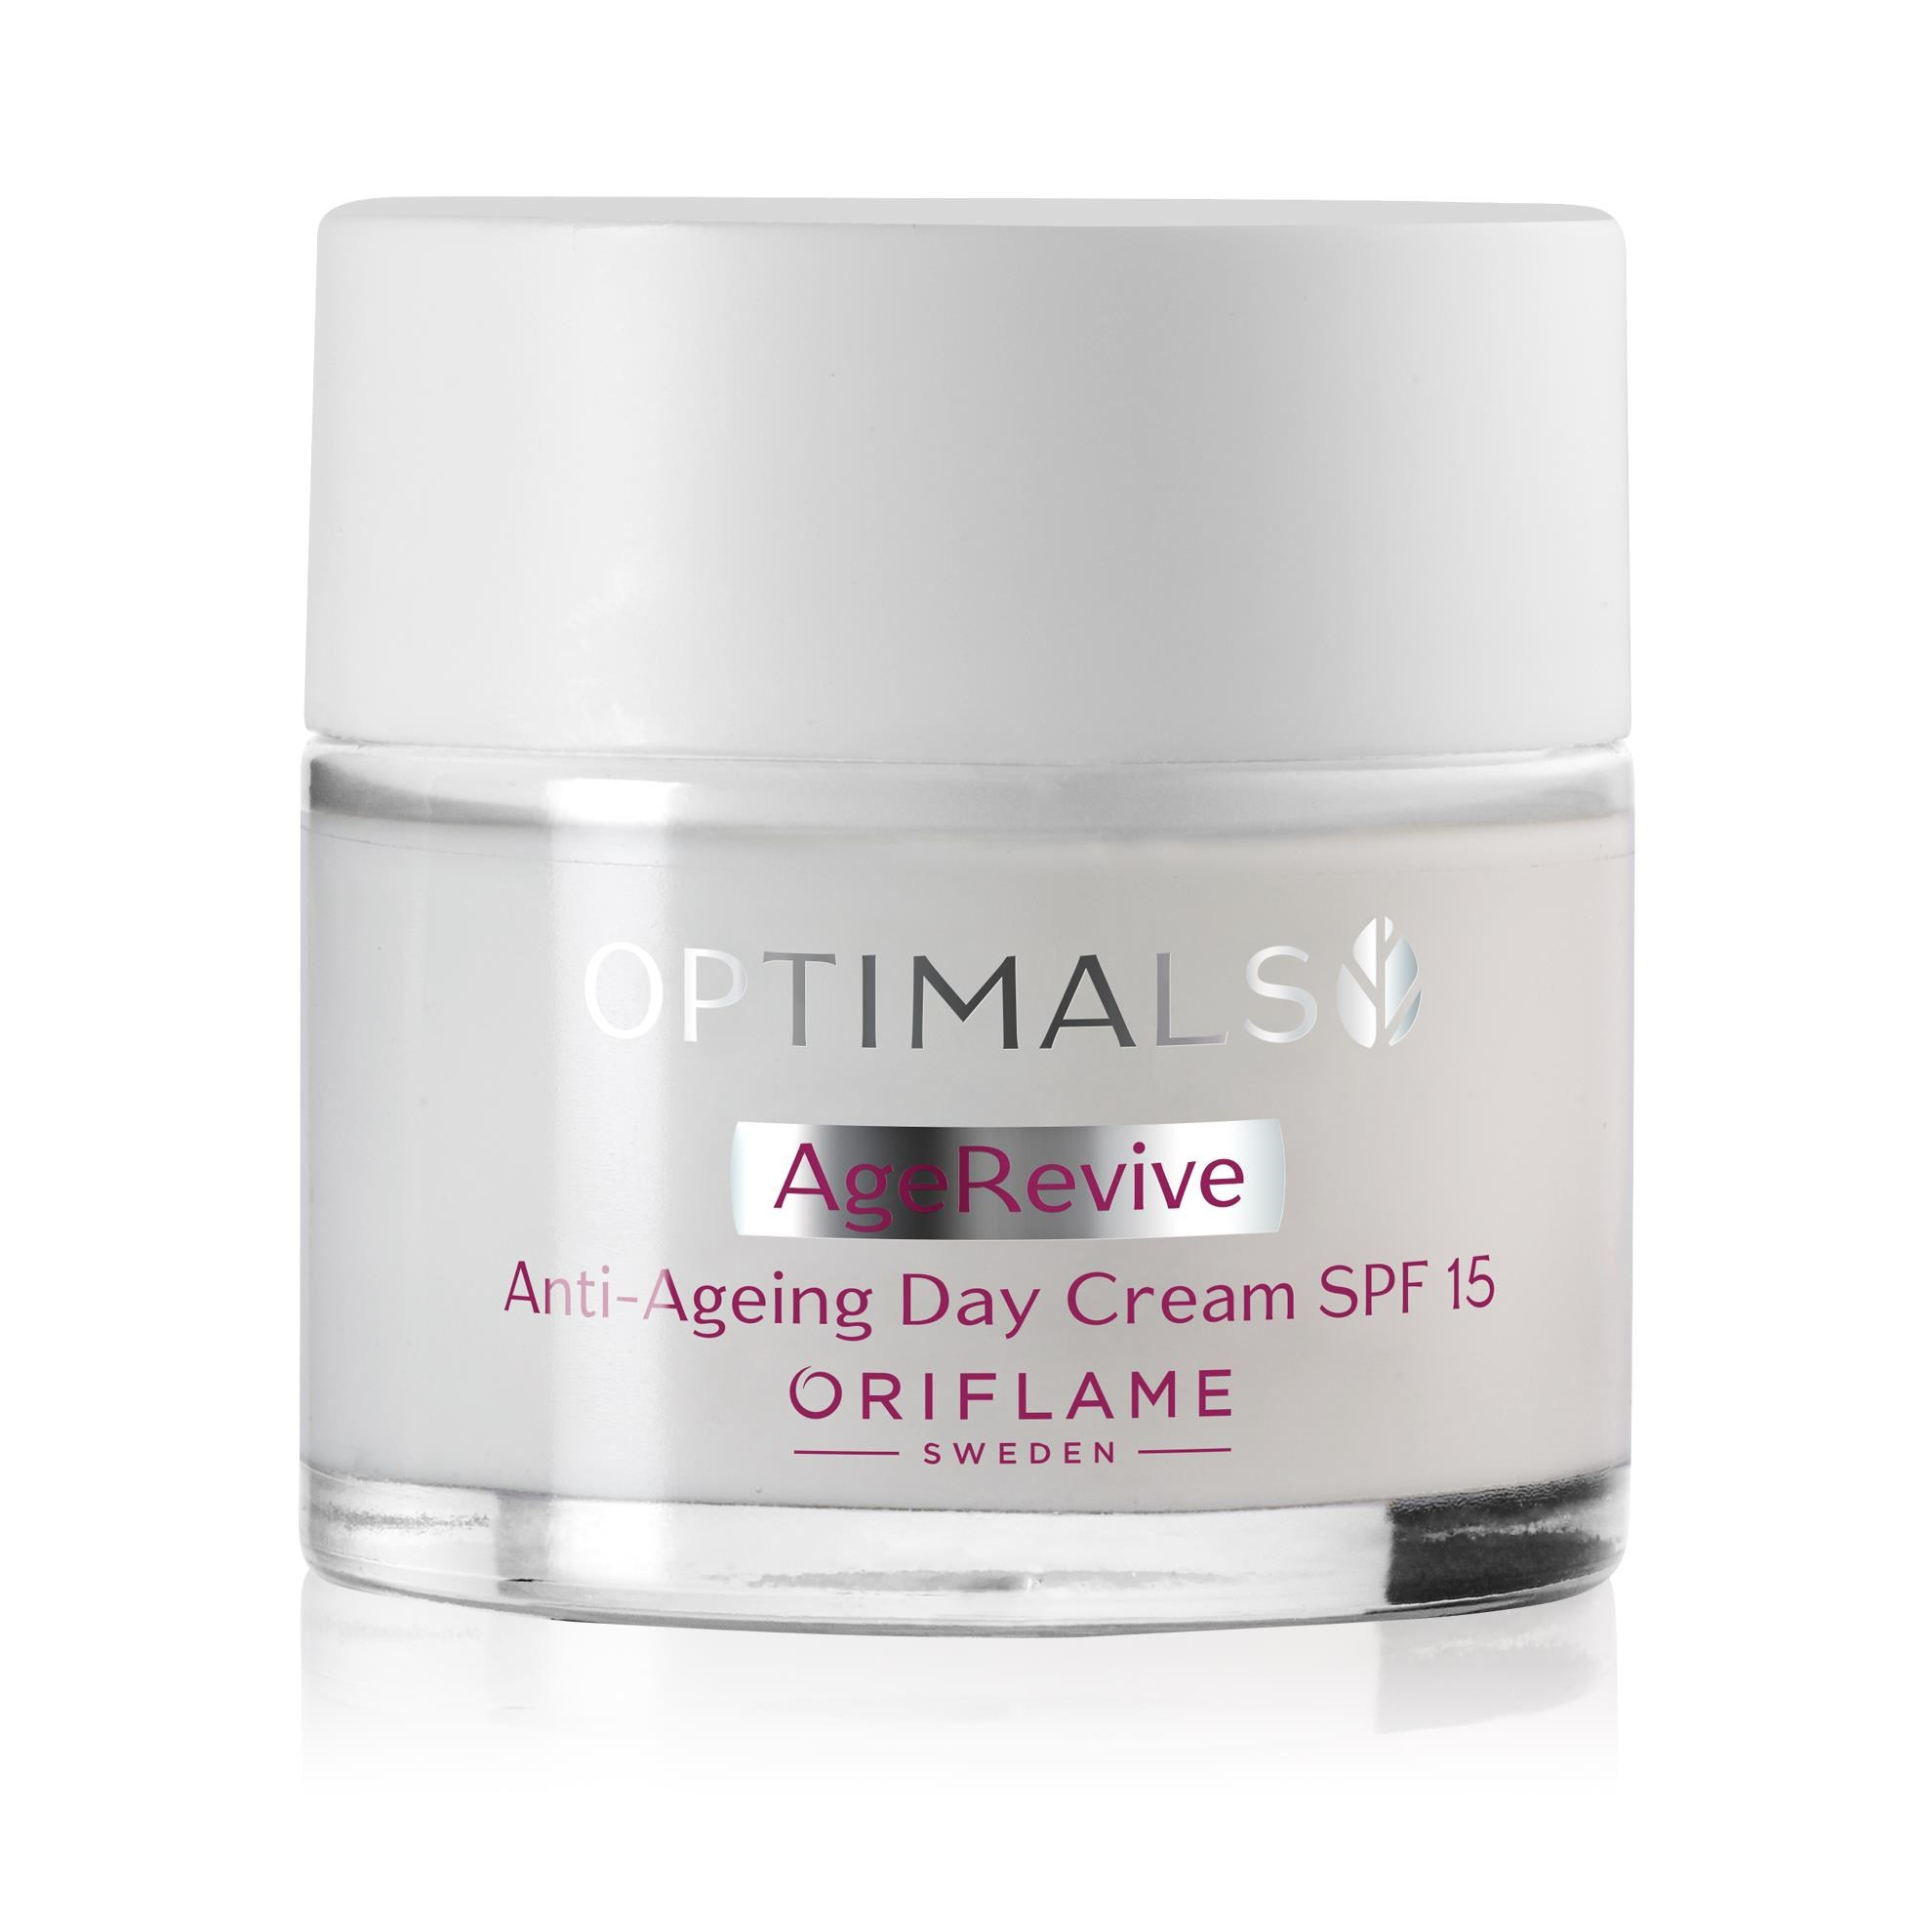 OPTIMALS
AgeRevive
Anti-Ageing Day Cream SPF 15
ORIFLAME
SWEDEN